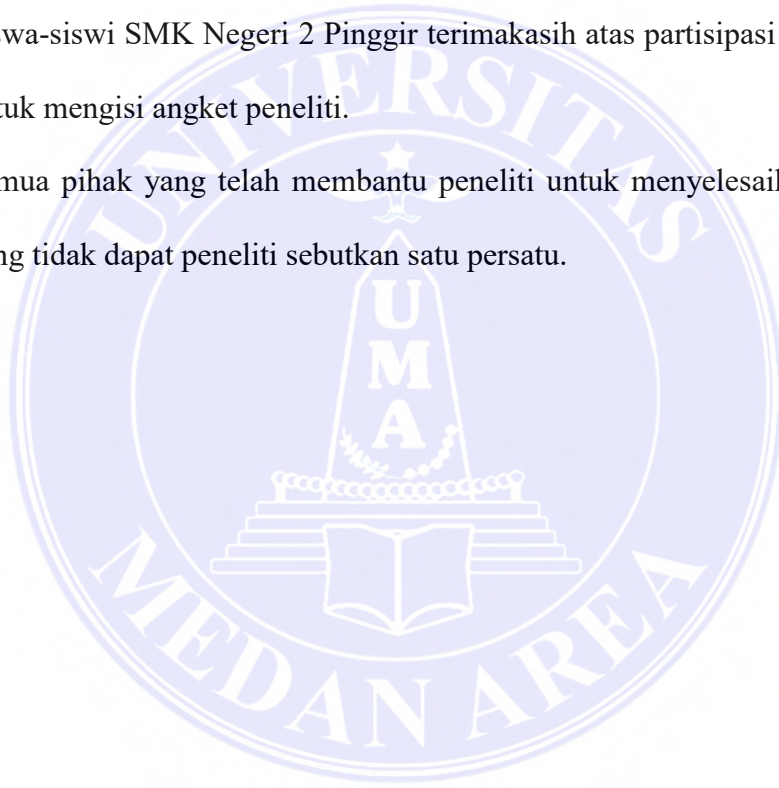 wa-siswi SMK Negeri 2 Pinggir terimakasih atas partisipasi
tuk mengisi angket peneliti.
mua pihak yang telah membantu peneliti untuk menyelesaik
ng tidak dapat peneliti sebutkan satu persatu.
UNIVERSITAS
U
M
A
MEDAN AREA